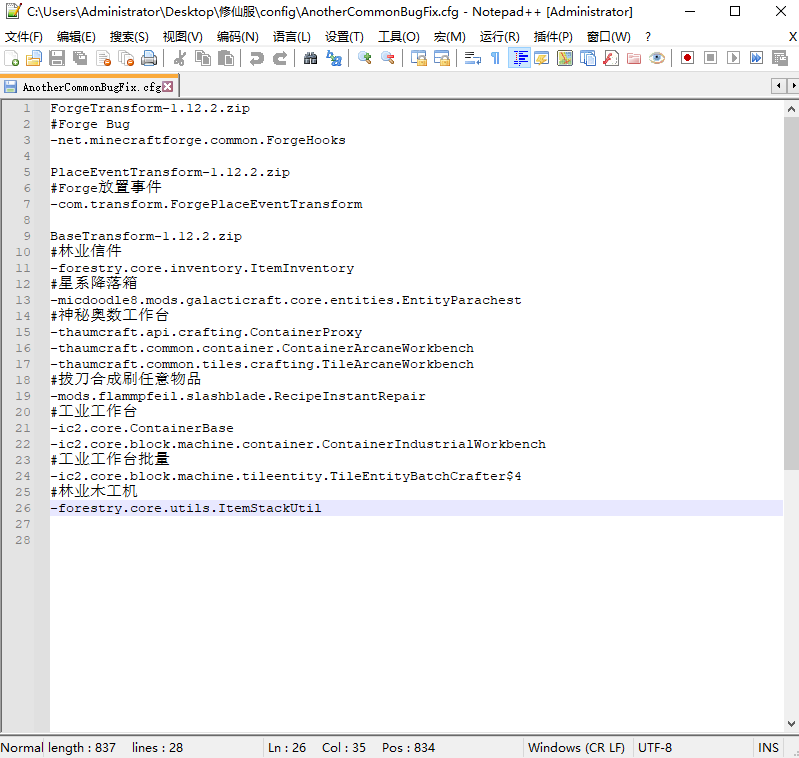 C:\Users\Administrator\Desktop\修仙服\config\AnotherCommonBugFix.cfg - Notepad++ [Administrator]
文件(F) 编辑(E) 搜索(S) 视图(V) 编码(N) 语言(L) 设置(T) 工具(O) 宏(M) 运行(R) 插件(P) 窗口(W) ? X
AnotherCommonBugFix.cfg
1 ForgeTransform-1.12.2.zip
2 #Forge Bug
3 -net.minecraftforge.common.ForgeHooks
4
5 PlaceEventTransform-1.12.2.zip
6 #Forge放置事件
7 -com.transform.ForgePlaceEventTransform
8
9 BaseTransform-1.12.2.zip
10 #林业信件
11 -forestry.core.inventory.ItemInventory
12 #星系降落箱
13 -micdoodle8.mods.galacticraft.core.entities.EntityParachest
14 #神秘奥数工作台
15 -thaumcraft.api.crafting.ContainerProxy
16 -thaumcraft.common.container.ContainerArcaneWorkbench
17 -thaumcraft.common.tiles.crafting.TileArcaneWorkbench
18 #拔刀合成刷任意物品
19 -mods.flammpfeil.slashblade.RecipeInstantRepair
20 #工业工作台
21 -ic2.core.ContainerBase
22 -ic2.core.block.machine.container.ContainerIndustrialWorkbench
23 #工业工作台批量
24 -ic2.core.block.machine.tileentity.TileEntityBatchCrafter$4
25 #林业木工机
26 -forestry.core.utils.ItemStackUtil
27
28
Normal length : 837 lines : 28 Ln : 26 Col : 35 Pos : 834 Windows (CR LF) UTF-8 INS